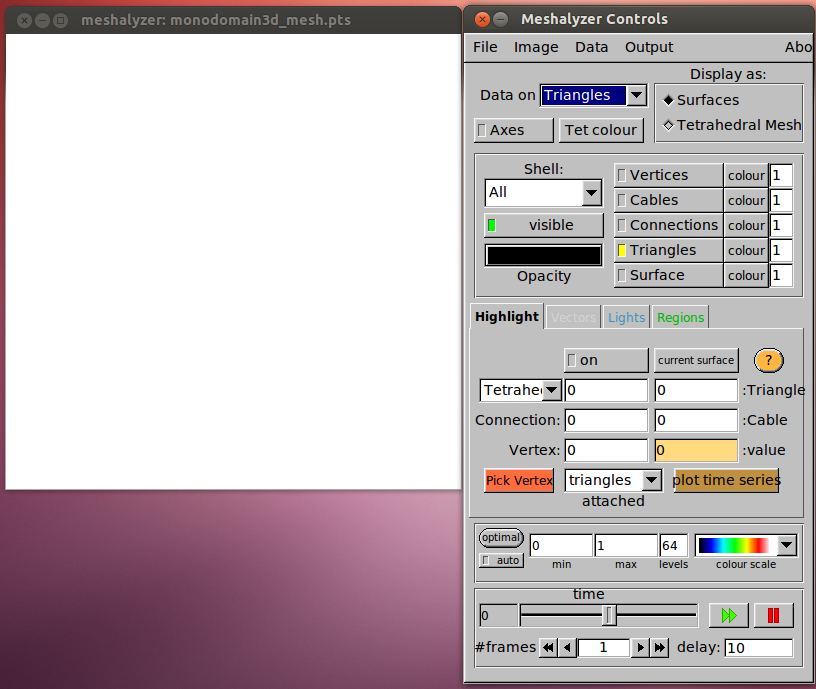 meshalyzer: monodomain3d_mesh.pts
Meshalyzer Controls
File Image Data Output Abo
Display as:
Data on Triangles
Surfaces
Tetrahedral Mesh
Axes Tet colour
Shell:
All
visible
Opacity
Vertices colour 1
Cables colour 1
Connections colour 1
Triangles colour 1
Surface colour 1
Highlight Vectors Lights Regions
on current surface ?
Tetrahe 0 0 :Triangle
Connection: 0 0 :Cable
Vertex: 0 0 :value
Pick Vertex triangles plot time series
attached
optimal 0 1 64
auto min max levels colour scale
time
0
#frames 1 delay: 10